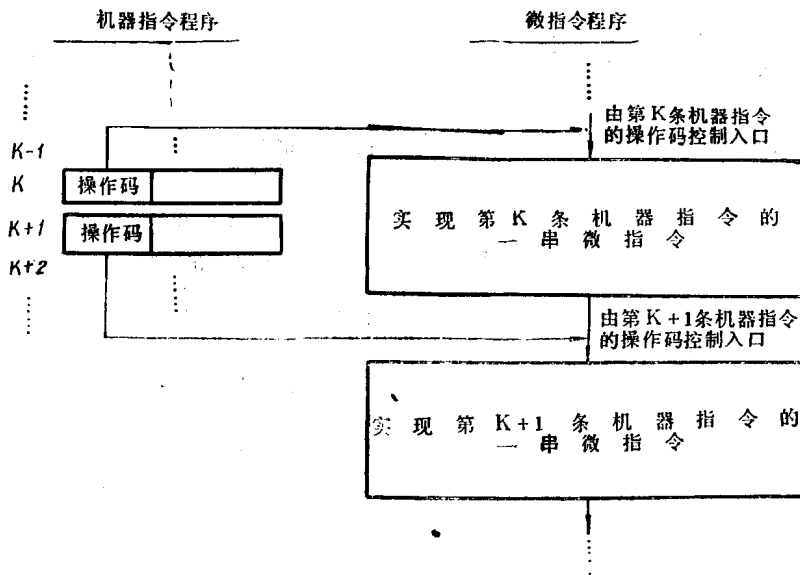 机器指令程序
微指令程序
由第K条机器指令
的操作码控制入口
K-1
K
操作码
K+1
操作码
K+2
实现第K条机器指令的
一串微指令
由第K+1条机器指令
的操作码控制入口
实现第K+1条机器指令的
一串微指令